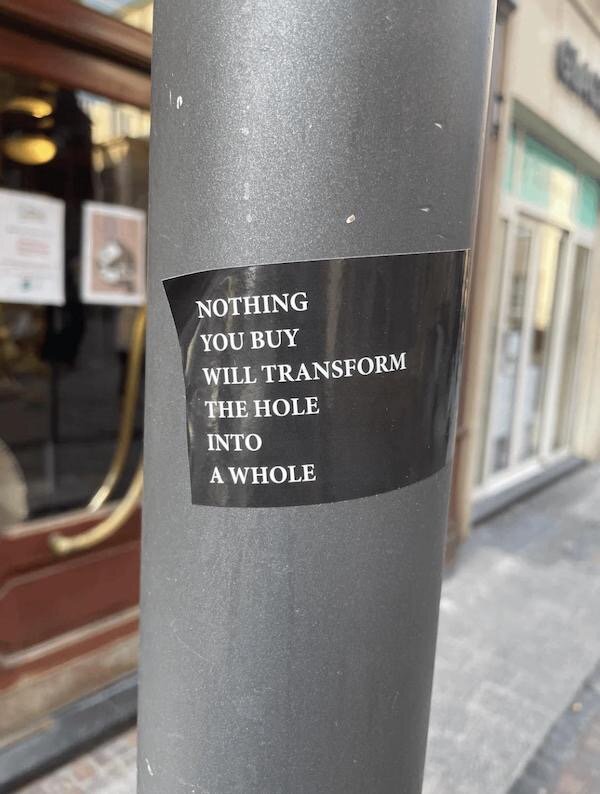 NOTHING
YOU BUY
WILL TRANSFORM
THE HOLE
INTO
A WHOLE